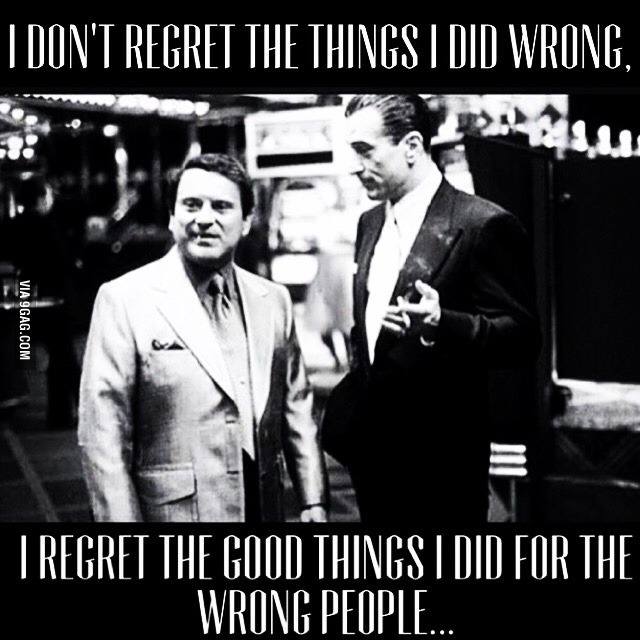 I DON'T REGRET THE THINGS I DID WRONG,
VIA 9GAG.COM
I REGRET THE GOOD THINGS I DID FOR THE
WRONG PEOPLE...